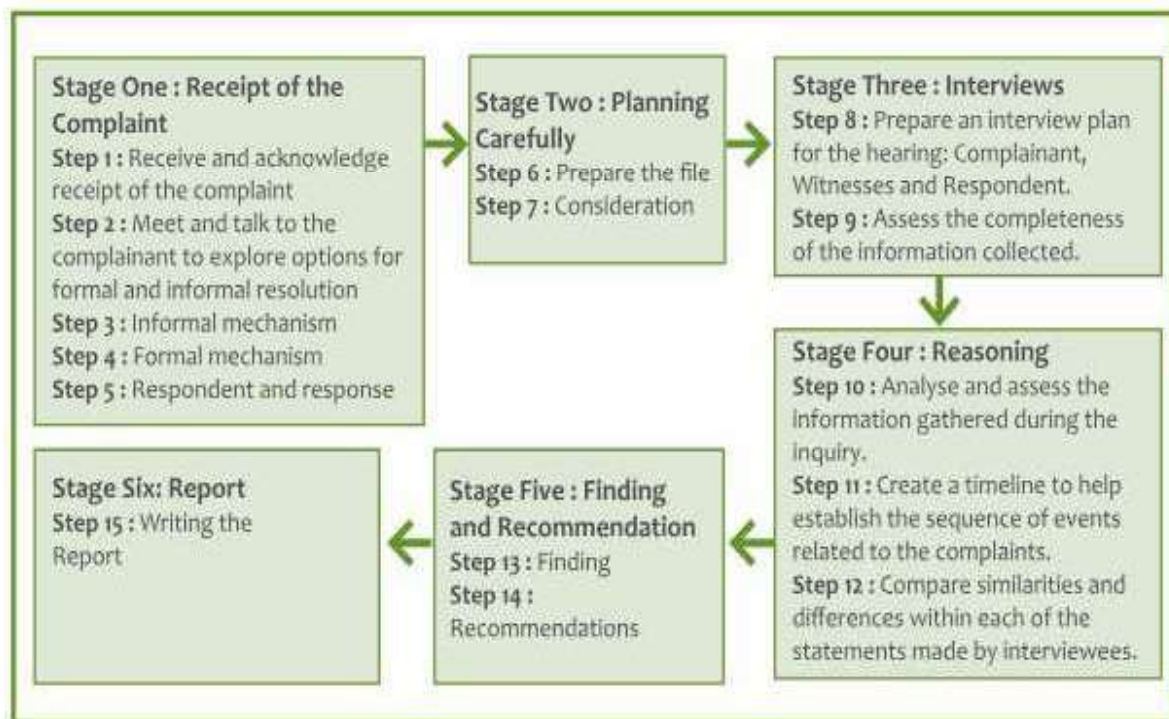 Stage One : Receipt of the
Complaint
Step 1 : Receive and acknowledge
receipt of the complaint
Step 2 : Meet and talk to the
complainant to explore options for
formal and informal resolution
Step 3 : Informal mechanism
Step 4 : Formal mechanism
Step 5 : Respondent and response
Stage Two : Planning
Carefully
Step 6 : Prepare the file
Step 7 : Consideration
Stage Three : Interviews
Step 8 : Prepare an interview plan
for the hearing: Complainant,
Witnesses and Respondent.
Step 9 : Assess the completeness
of the information collected.
Stage Four : Reasoning
Step 10 : Analyse and assess the
information gathered during the
inquiry.
Step 11 : Create a timeline to help
establish the sequence of events
related to the complaints.
Step 12 : Compare similarities and
differences within each of the
statements made by interviewees.
Stage Five : Finding
and Recommendation
Step 13 : Finding
Step 14 :
Recommendations
Stage Six: Report
Step 15 : Writing the
Report